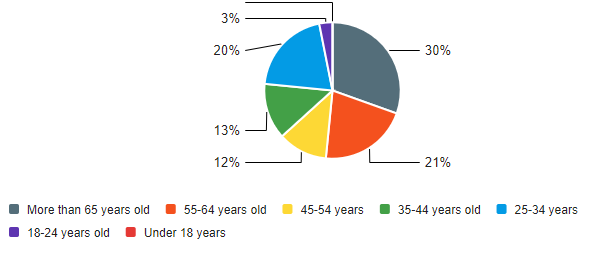 3%
20%
30%
13%
12%
21%
More than 65 years old
55-64 years old
45-54 years
35-44 years old
25-34 years
18-24 years old
Under 18 years